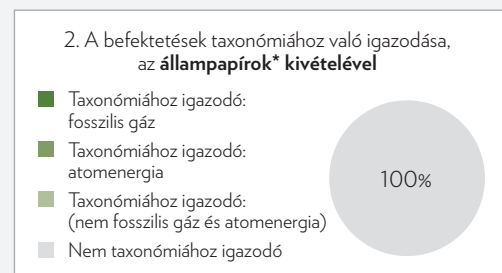 2. A befektetések taxonómiához való igazodása,
az állampapírok* kivételével
Taxonómiához igazodó:
fosszilis gáz
Taxonómiához igazodó:
atomenergia
Taxonómiához igazodó:
(nem fosszilis gáz és atomenergia)
Nem taxonómiához igazodó
100%